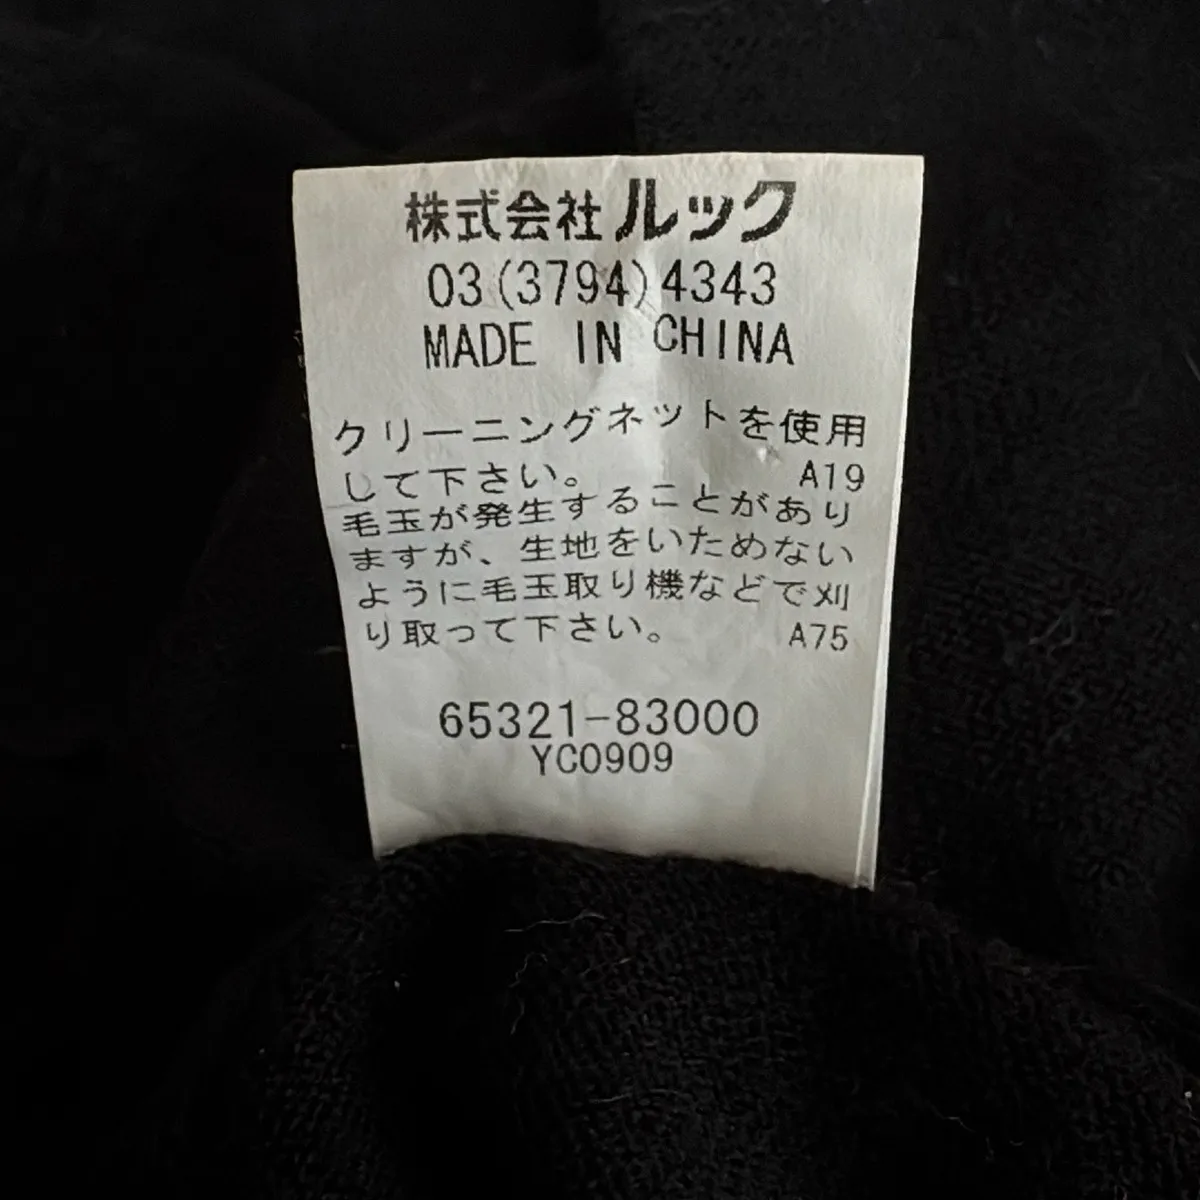 株式会社ルック
03(3794)4343
MADE IN CHINA
クリーニングネットを使用
して下さい。 A19
毛玉が発生することがあり
ますが、生地をいためない
ように毛玉取り機などで刈
り取って下さい。 A75
65321-83000
YC0909